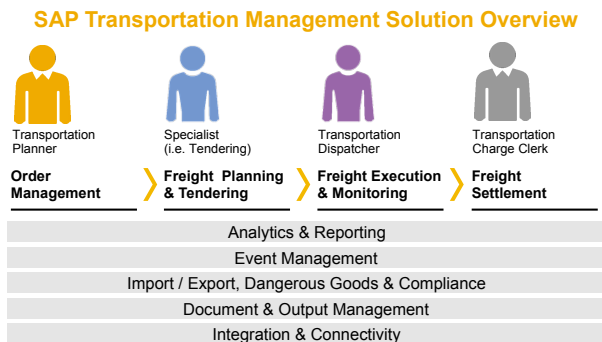 SAP Transportation Management Solution Overview
Transportation
Planner
Specialist
(i.e. Tendering)
Transportation
Dispatcher
Transportation
Charge Clerk
Order
Management
Freight Planning
& Tendering
Freight Execution
& Monitoring
Freight
Settlement
Analytics & Reporting
Event Management
Import / Export, Dangerous Goods & Compliance
Document & Output Management
Integration & Connectivity